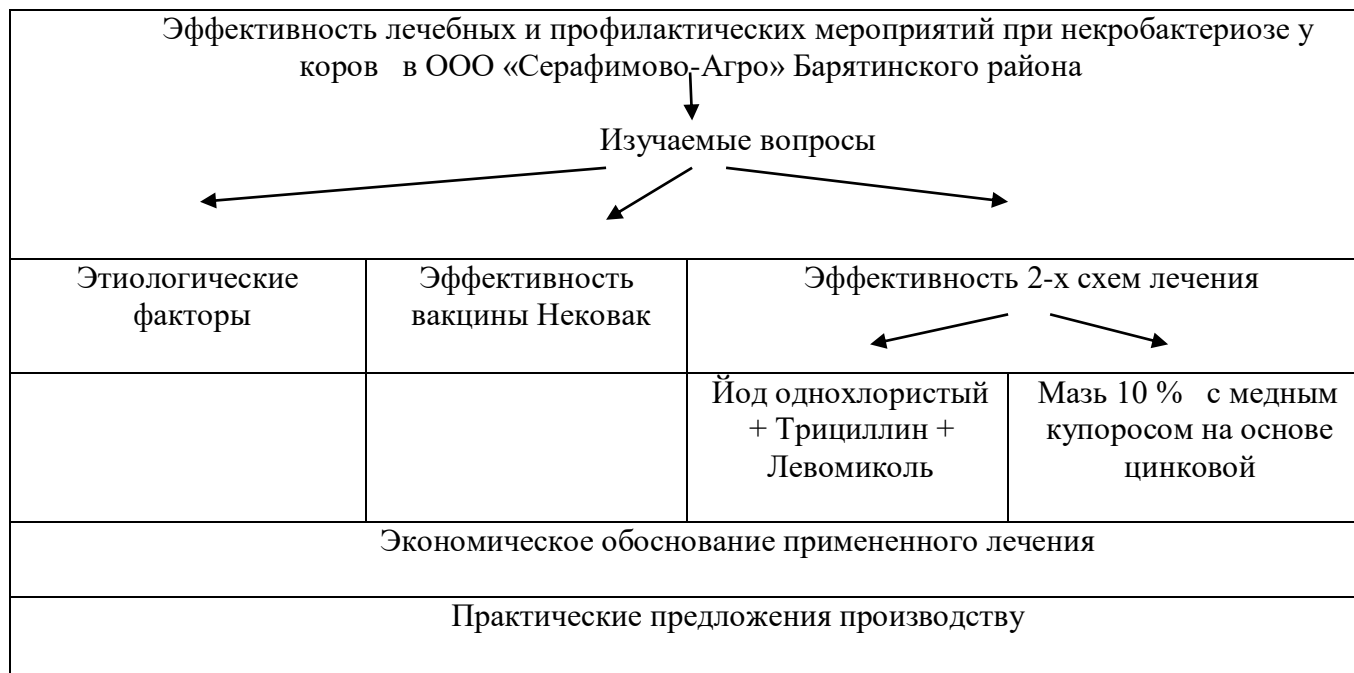 Эффективность лечебных и профилактических мероприятий при некробактериозе у
коров в ООО «Серафимово-Агро» Барятинского района
Изучаемые вопросы
Этиологические
факторы
Эффективность
вакцины Нековак
Эффективность 2-х схем лечения
Йод однохлористый
+ Трициллин +
Левомиколь
Мазь 10 % с медным
купоросом на основе
цинковой
Экономическое обоснование примененного лечения
Практические предложения производству